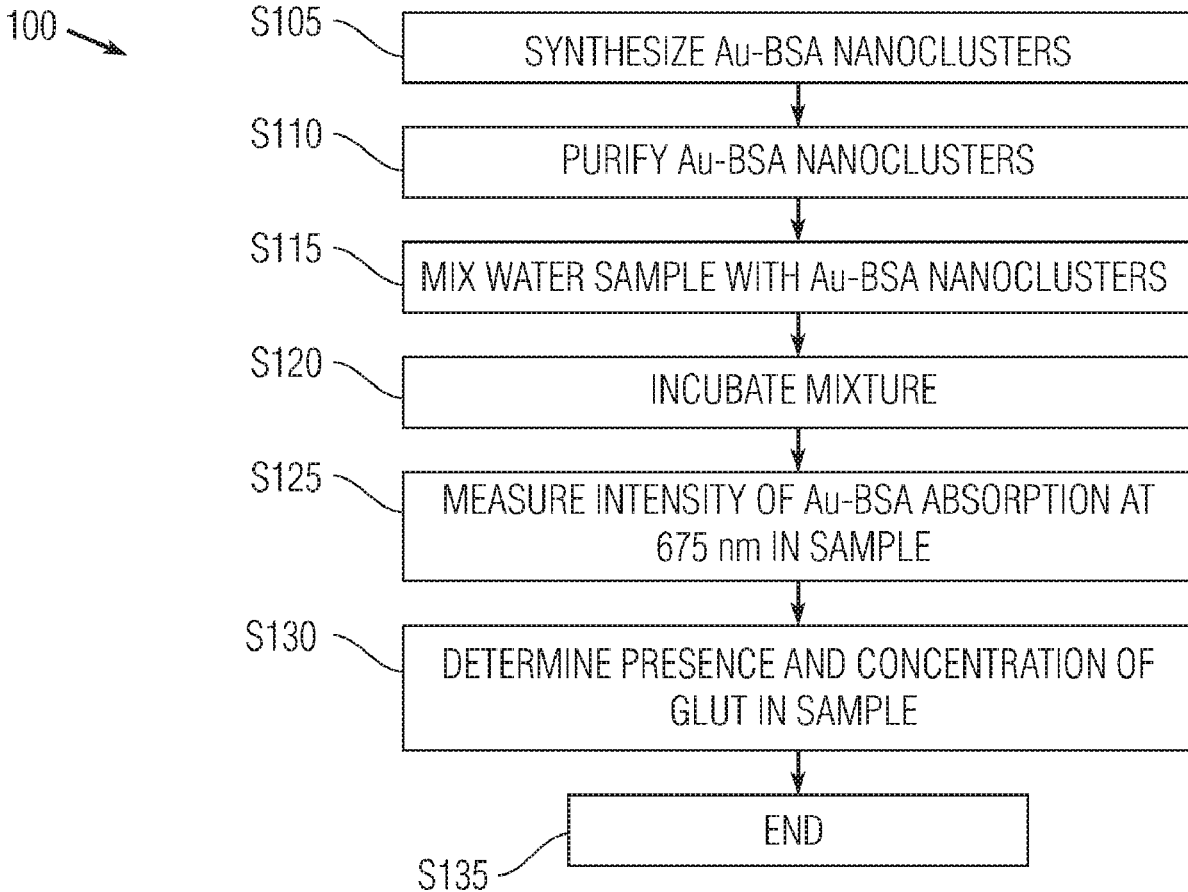 100
S105
SYNTHESIZE Au-BSA NANOCLUSTERS
S110
PURIFY Au-BSA NANOCLUSTERS
S115
MIX WATER SAMPLE WITH Au-BSA NANOCLUSTERS
S120
INCUBATE MIXTURE
S125
MEASURE INTENSITY OF Au-BSA ABSORPTION AT
675 nm IN SAMPLE
S130
DETERMINE PRESENCE AND CONCENTRATION OF
GLUT IN SAMPLE
END
S135